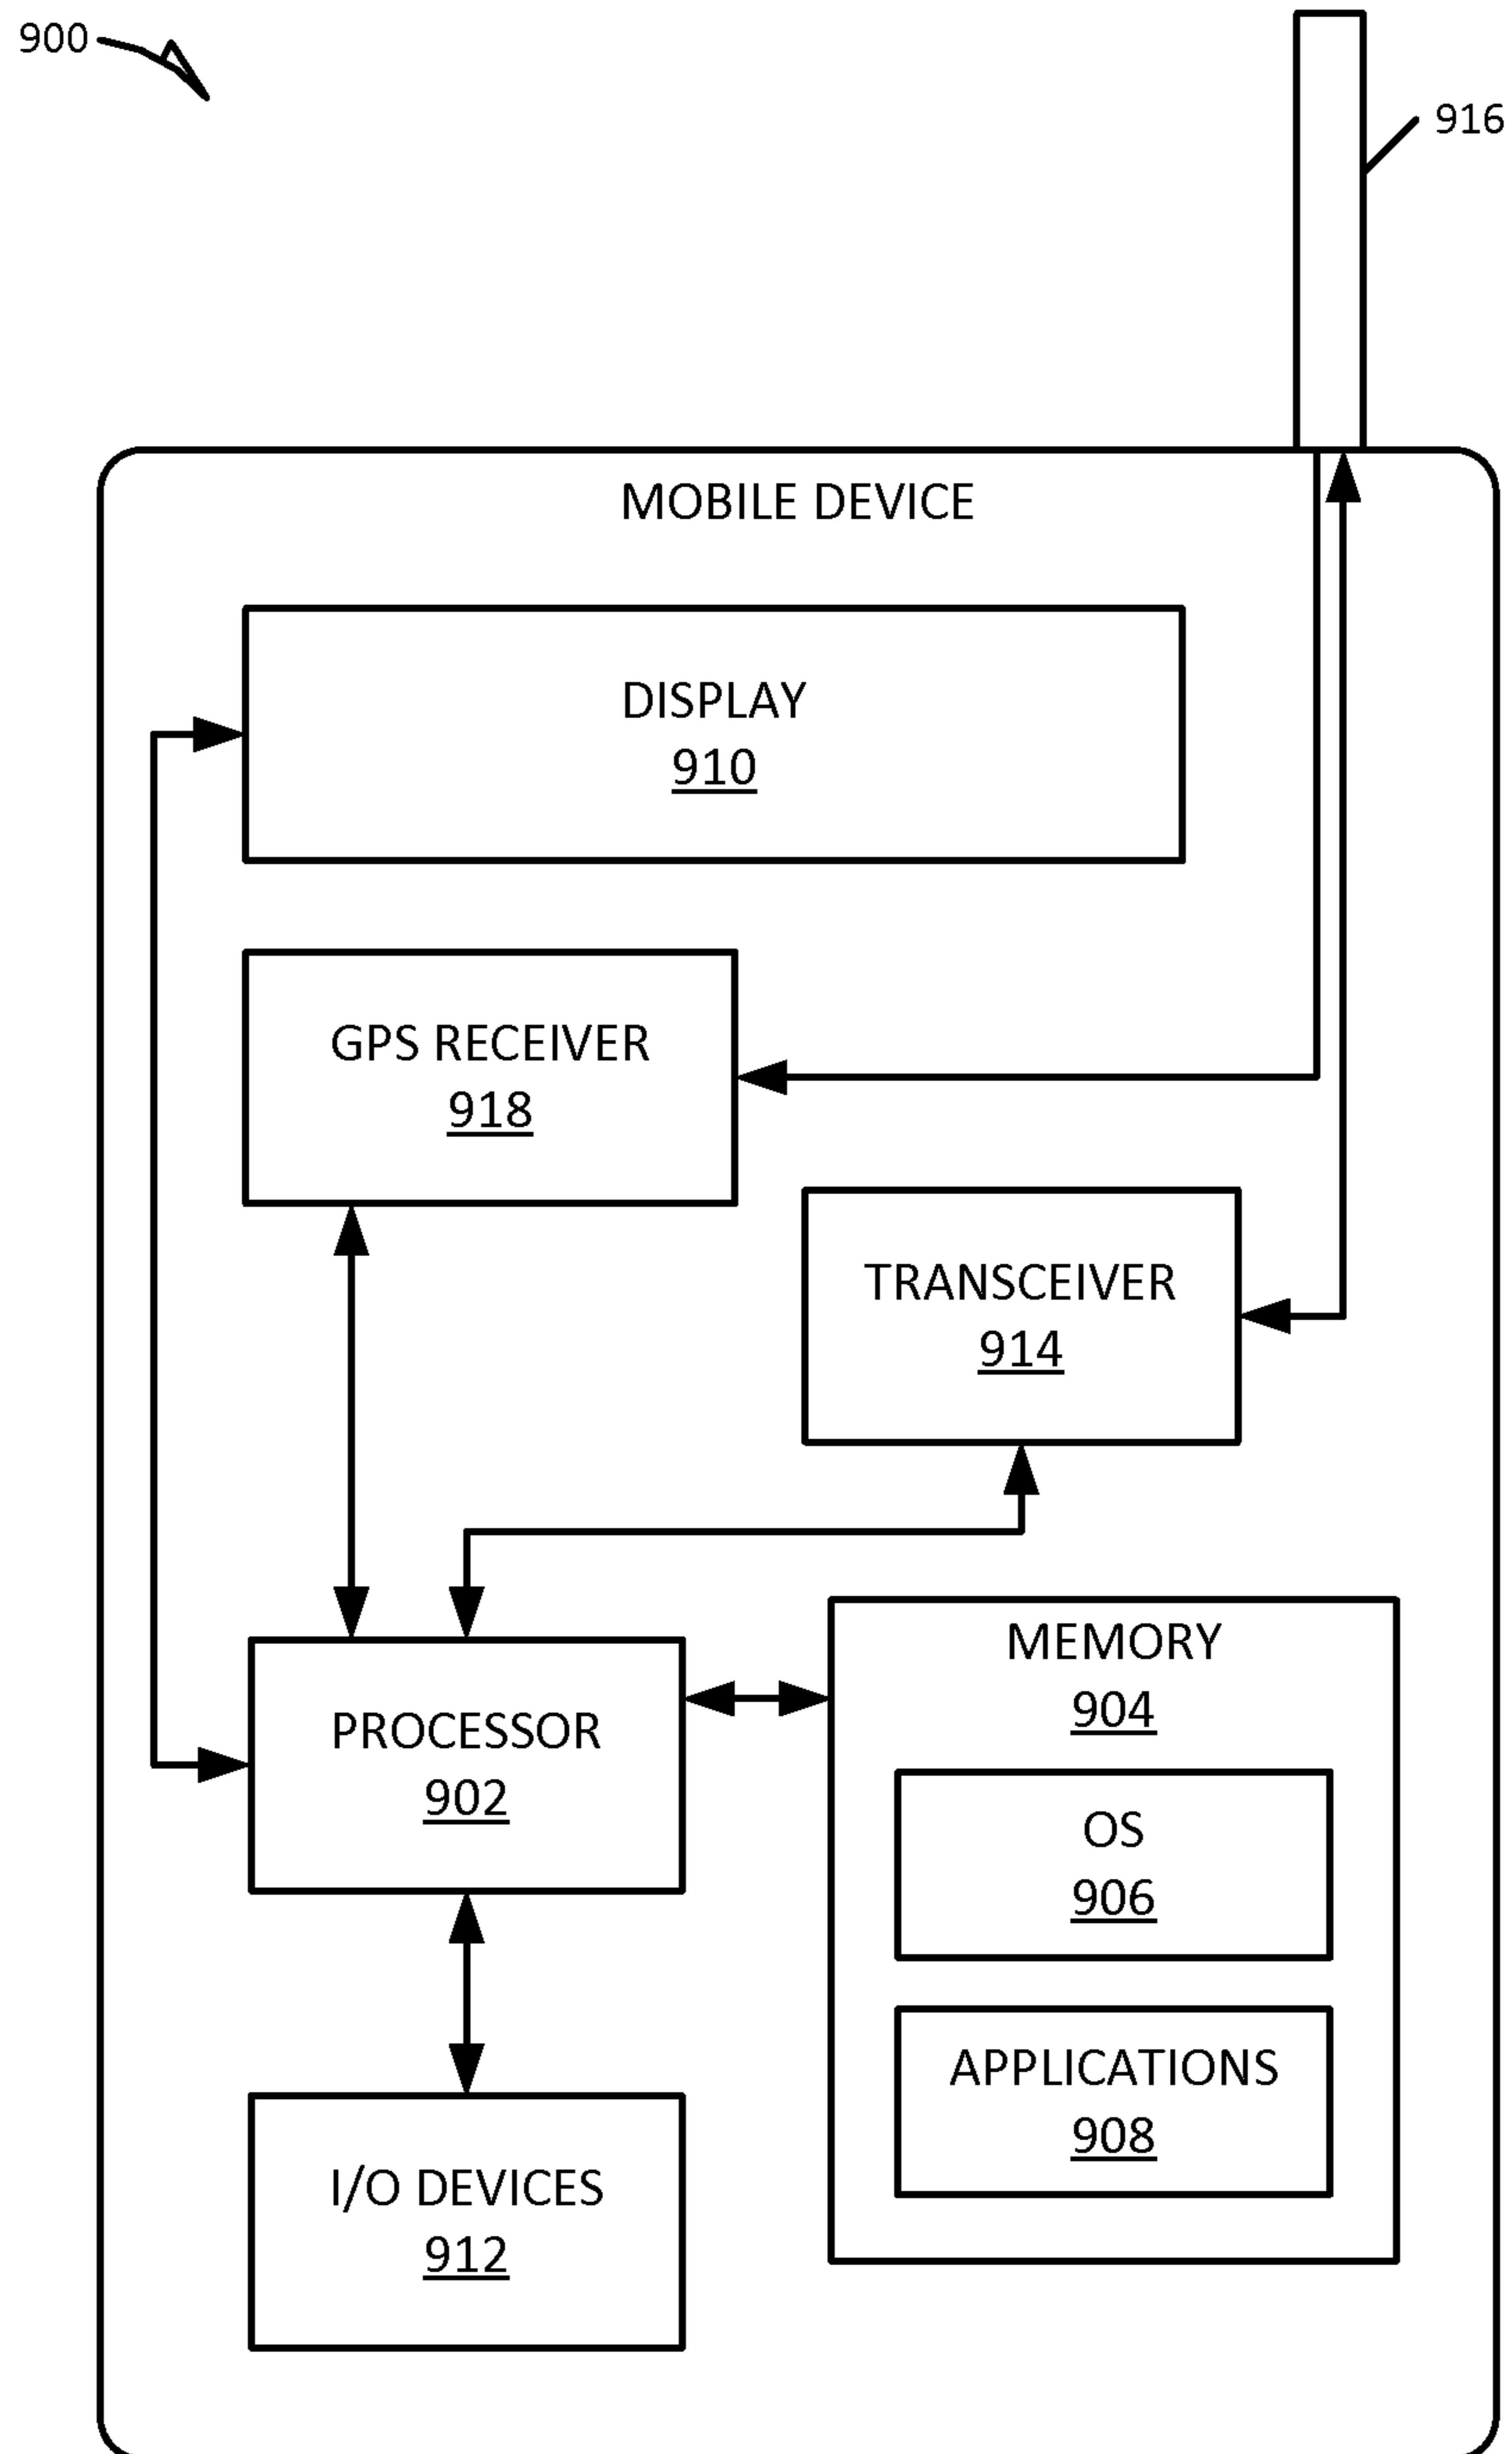 900
916
MOBILE DEVICE
DISPLAY
910
GPS RECEIVER
918
TRANSCEIVER
914
MEMORY
904
PROCESSOR
902
OS
906
APPLICATIONS
908
I/O DEVICES
912